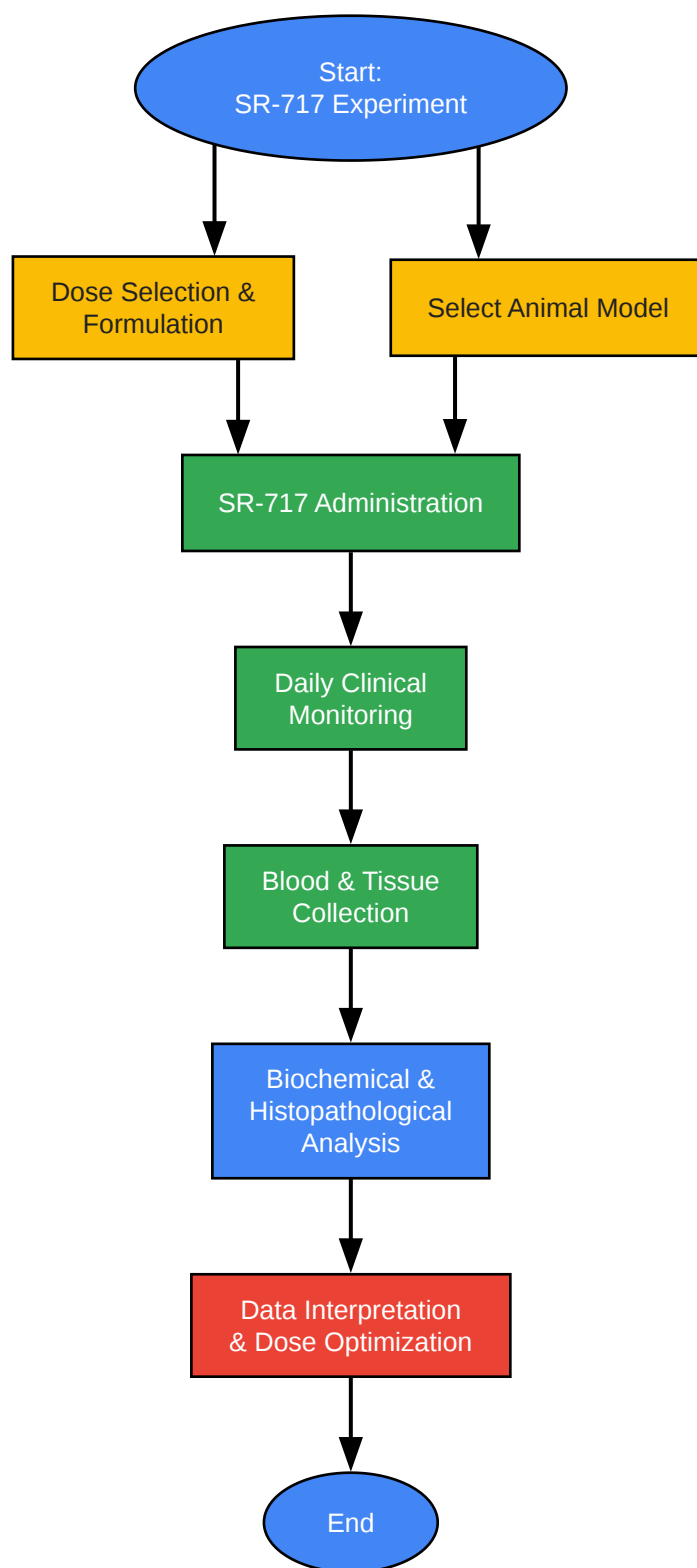 Start:
SR-717 Experiment
Dose Selection &
Formulation
Select Animal Model
SR-717 Administration
Daily Clinical
Monitoring
Blood & Tissue
Collection
Biochemical &
Histopathological
Analysis
Data Interpretation
& Dose Optimization
End